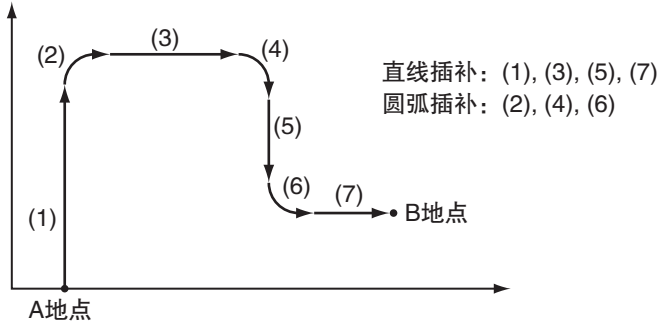 (2)
(3)
(4)
直线插补：(1), (3), (5), (7)
圆弧插补：(2), (4), (6)
(5)
(6)
(7)
(1)
B地点
A地点